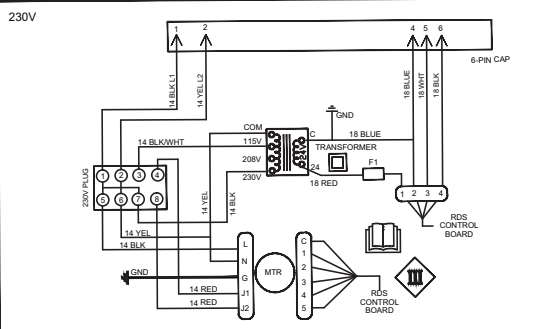 230V
1 2 4 5 6
6-PIN CAP
14 BLK L1
14 YEL L2
18 BLUE
18 WHT
18 BLK
GND
COM
C
18 BLUE
115V
14 BLK/WHT
TRANSFORMER
24V
208V
24
F1
230V
18 RED
230V PLUG
1 2 3 4
5 6 7 8
14 YEL
14 BLK
1 2 3 4
RDS
CONTROL
BOARD
14 YEL
14 BLK
L
N
G
J1
J2
GND
14 RED
14 RED
MTR
C
1
2
3
4
5
RDS
CONTROL
BOARD